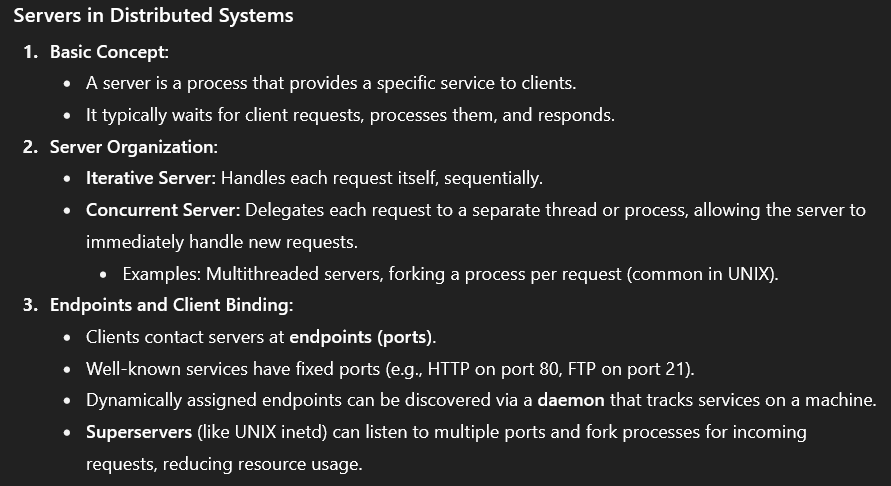 Servers in Distributed Systems
1. Basic Concept:
• A server is a process that provides a specific service to clients.
• It typically waits for client requests, processes them, and responds.
2. Server Organization:
• Iterative Server: Handles each request itself, sequentially.
• Concurrent Server: Delegates each request to a separate thread or process, allowing the server to
immediately handle new requests.
• Examples: Multithreaded servers, forking a process per request (common in UNIX).
3. Endpoints and Client Binding:
• Clients contact servers at endpoints (ports).
• Well-known services have fixed ports (e.g., HTTP on port 80, FTP on port 21).
• Dynamically assigned endpoints can be discovered via a daemon that tracks services on a machine.
• Superservers (like UNIX inetd) can listen to multiple ports and fork processes for incoming
requests, reducing resource usage.